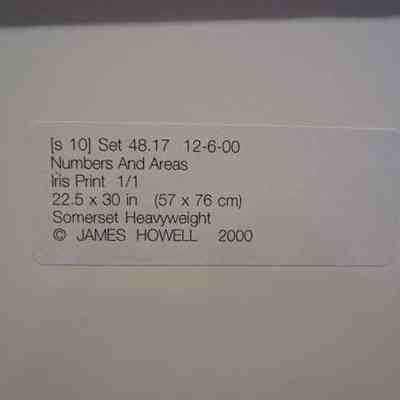 [s 10] Set 48.17 12-6-00
Numbers And Areas
Iris Print 1/1
22.5 x 30 in (57 x 76 cm)
Somerset Heavyweight
© JAMES HOWELL 2000